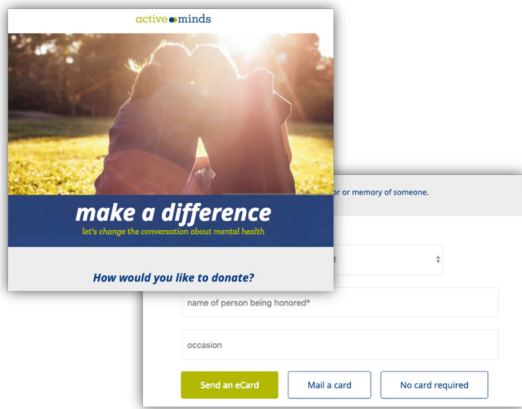 active minds
make a difference
let's change the conversation about mental health
How would you like to donate?
or or memory of someone.
name of person being honored*
occasion
Send an eCard
Mail a card
No card required